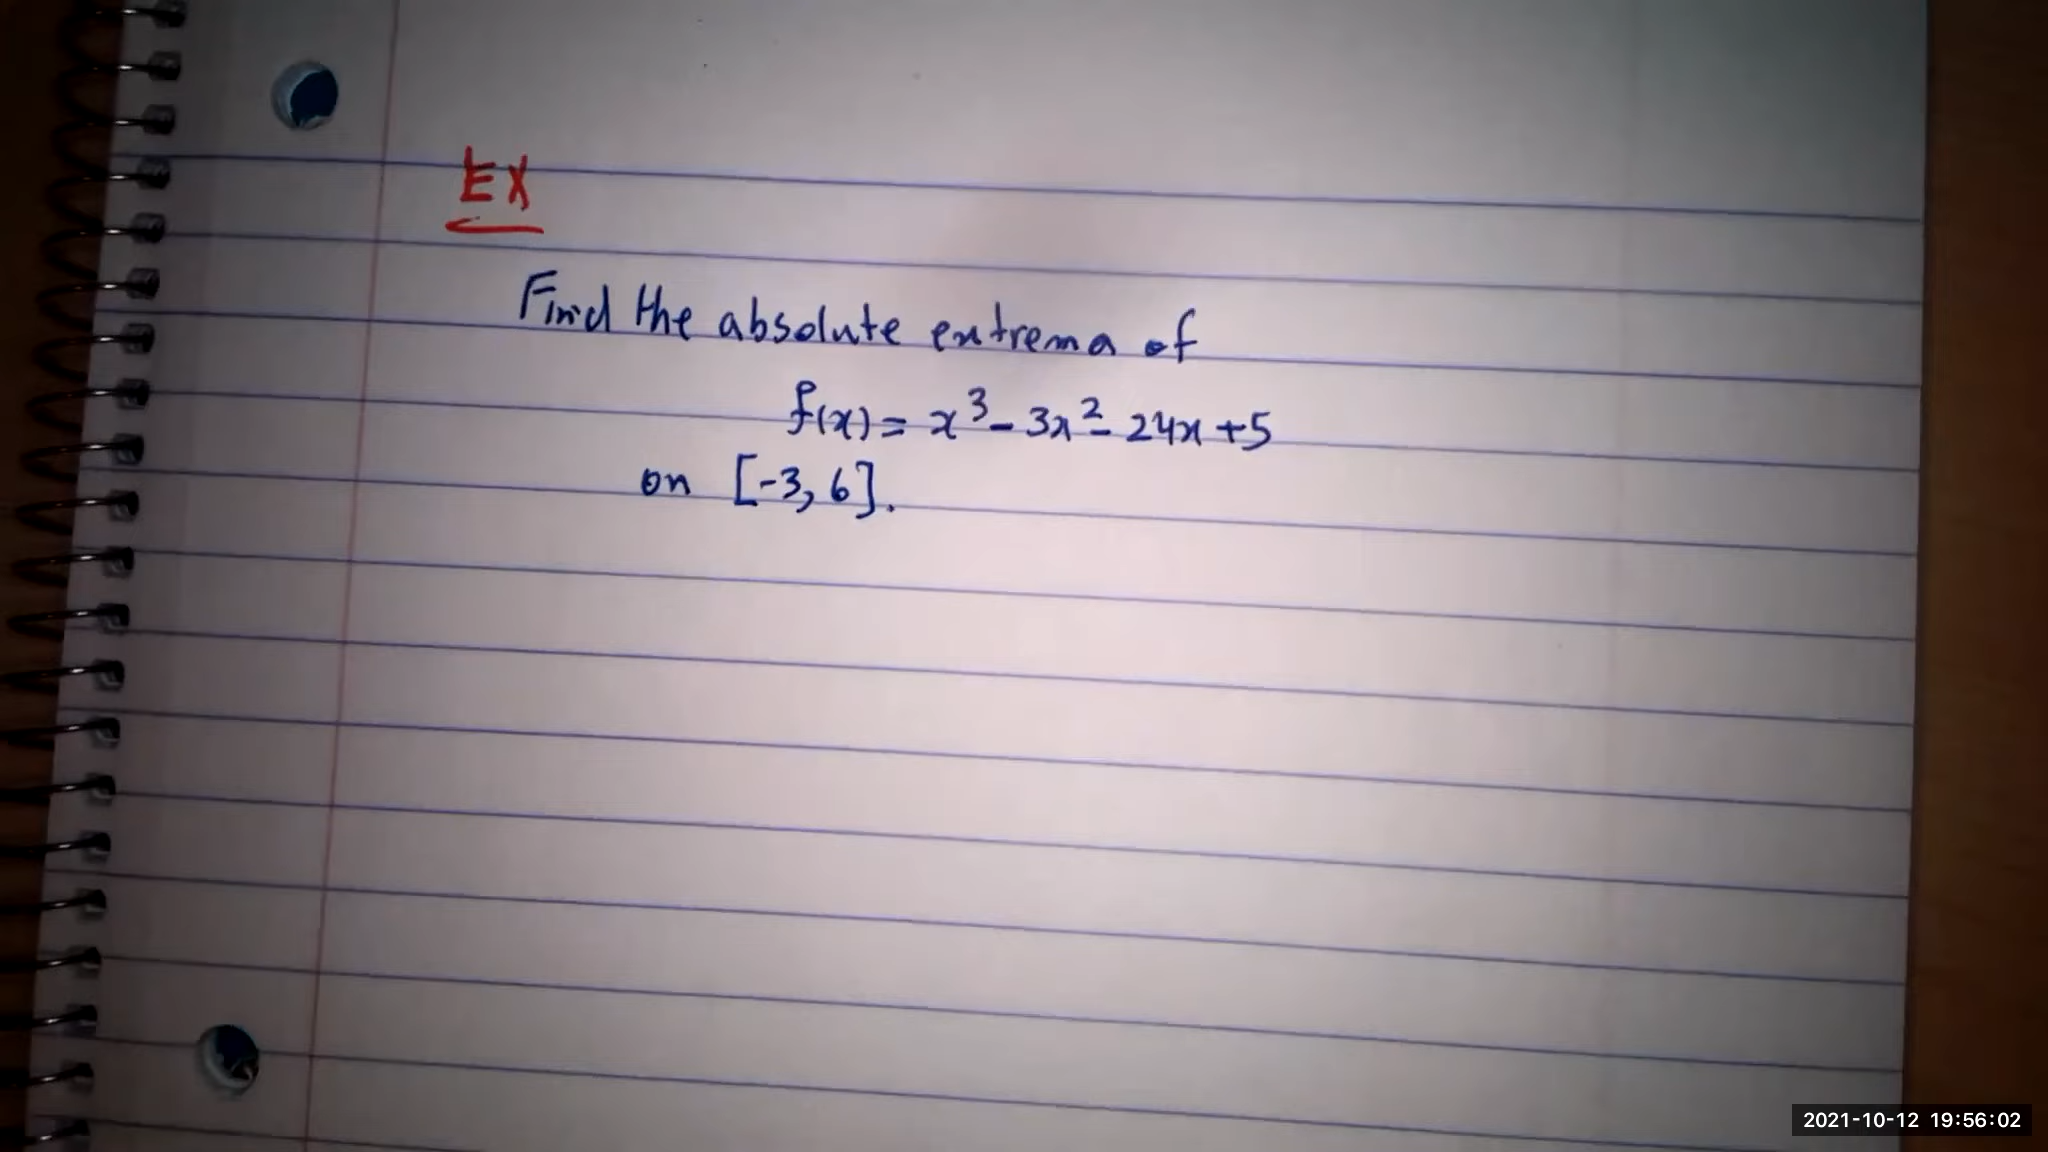 EX
Find the absolute extrema of
f(x) = x³ - 3x² - 24x + 5
on [-3, 6].
2021-10-12 19:56:02